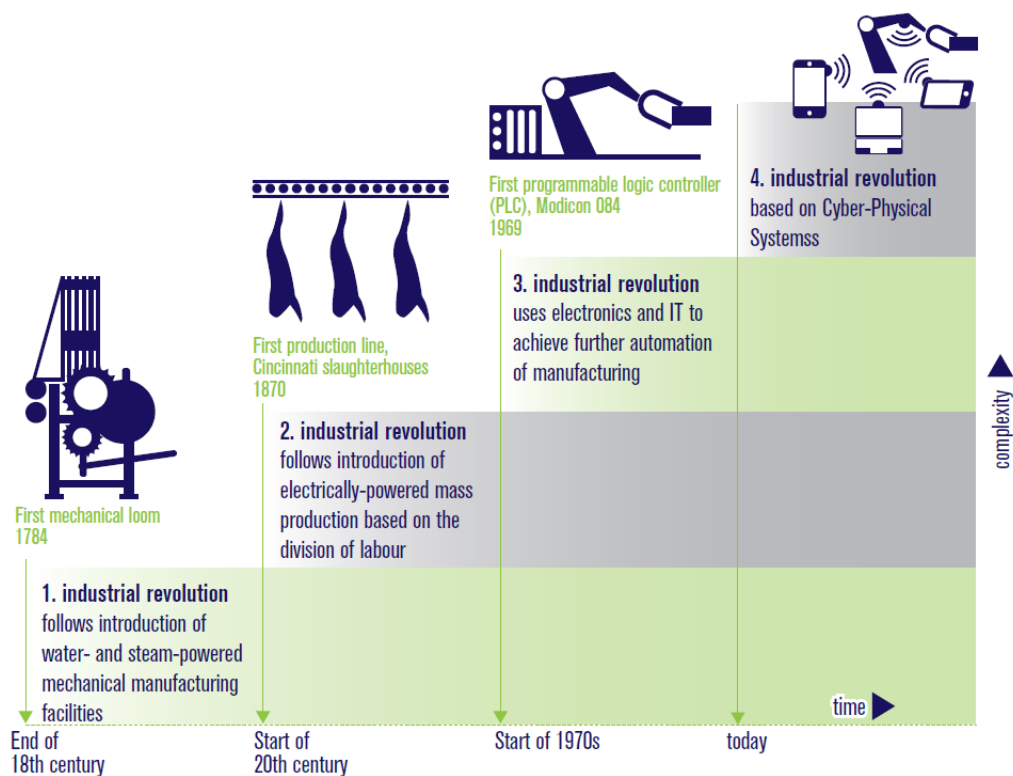 First mechanical loom
1784
1. industrial revolution
follows introduction of
water- and steam-powered
mechanical manufacturing
facilities
End of
18th century
First production line,
Cincinnati slaughterhouses
1870
2. industrial revolution
follows introduction of
electrically-powered mass
production based on the
division of labour
Start of
20th century
First programmable logic controller
(PLC), Modicon 084
1969
3. industrial revolution
uses electronics and IT to
achieve further automation
of manufacturing
Start of 1970s
4. industrial revolution
based on Cyber-Physical
Systemss
today
time
complexity